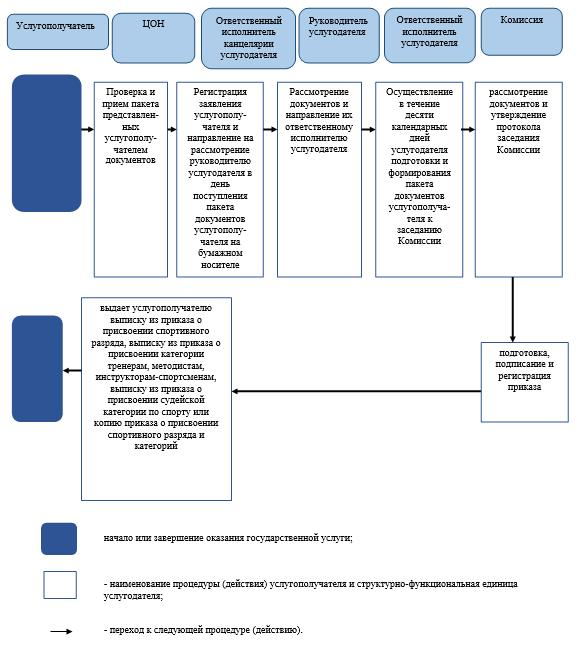 Услугополучатель
ЦОН
Ответственный
исполнитель
канцелярии
услугодателя
Руководитель
услугодателя
Ответственный
исполнитель
услугодателя
Комиссия
Проверка и
прием пакета
представлен-
ных
услугополу-
чателем
документов
Регистрация
заявления
услугополу-
чателя и
направление на
рассмотрение
руководителю
услугодателя в
день
поступления
пакета
документов
услугополу-
чателя на
бумажном
носителе
Рассмотрение
документов и
направление их
ответственному
исполнителю
услугодателя
Осуществление
в течение
десяти
календарных
дней
услугодателя
подготовки и
формирования
пакета
документов
услугополуча-
теля к
заседанию
Комиссии
рассмотрение
документов и
утверждение
протокола
заседания
Комиссии
выдает услугополучателю
выписку из приказа о
присвоении спортивного
разряда, выписку из приказа о
присвоении категории
тренерам, методистам,
инструкторам-спортсменам,
выписку из приказа о
присвоении судейской
категории по спорту или
копию приказа о присвоении
спортивного разряда и
категорий
подготовка,
подписание и
регистрация
приказа
начало или завершение оказания государственной услуги;
- наименование процедуры (действия) услугополучателя и структурно-функциональная единица
услугодателя;
- переход к следующей процедуре (действию).